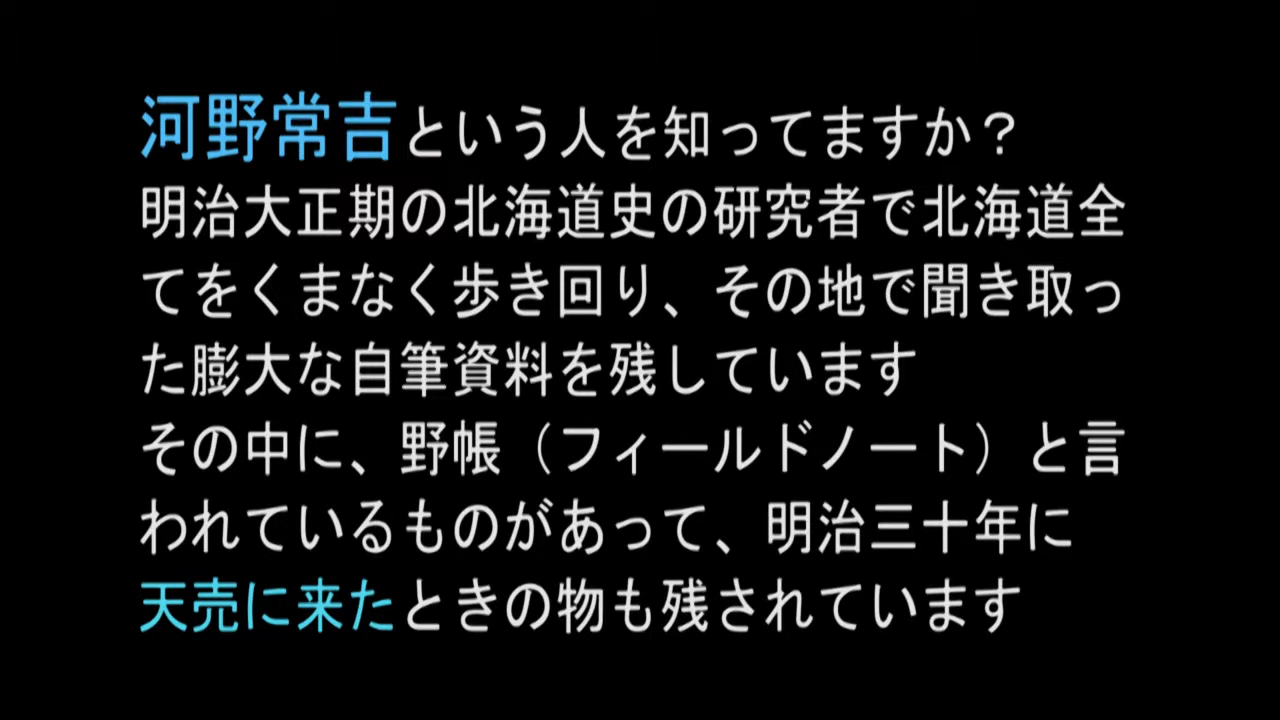 河野常吉という人を知ってますか？
明治大正期の北海道史の研究者で北海道全
てをくまなく歩き回り、その地で聞き取っ
た膨大な自筆資料を残しています
その中に、野帳（フィールドノート）と言
われているものがあって、明治三十年に
天売に来たときの物も残されています